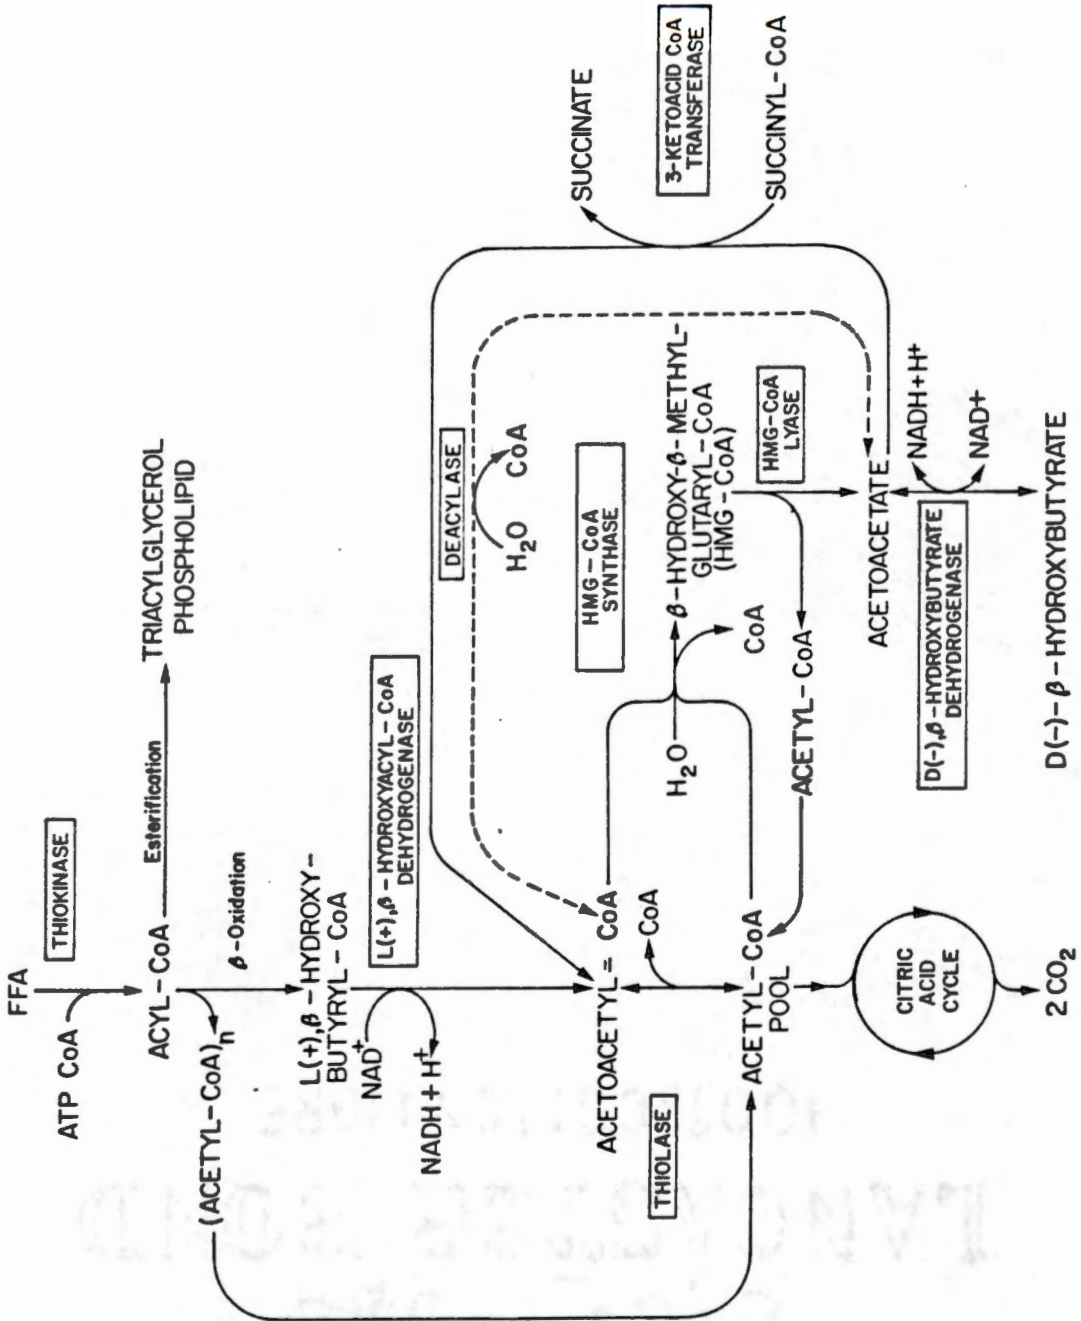 FFA
THIOKINASE
ATP CoA
ACYL – CoA
Esterification
TRIACYLGLYCEROL
PHOSPHOLIPID
(ACETYL–CoA)n
β-Oxidation
L(+),β – HYDROXY –
BUTYRYL – CoA
L(+),β – HYDROXYACYL – CoA
DEHYDROGENASE
NAD+
NADH + H+
DEACYLASE
H2O CoA
SUCCINATE
3-KETOACID CoA
TRANSFERASE
SUCCINYL – CoA
ACETOACETYL = CoA
HMG – CoA
SYNTHASE
THIOLASE
CoA
H2O
β–HYDROXY–β–METHYL–
GLUTARYL–CoA
(HMG – CoA)
CoA
HMG–CoA
LYASE
ACETYL – CoA
POOL
ACETYL – CoA
ACETOACETATE
CITRIC
ACID
CYCLE
D(–),β–HYDROXYBUTYRATE
DEHYDROGENASE
NADH + H+
NAD+
2 CO2
D(–)– β – HYDROXYBUTYRATE